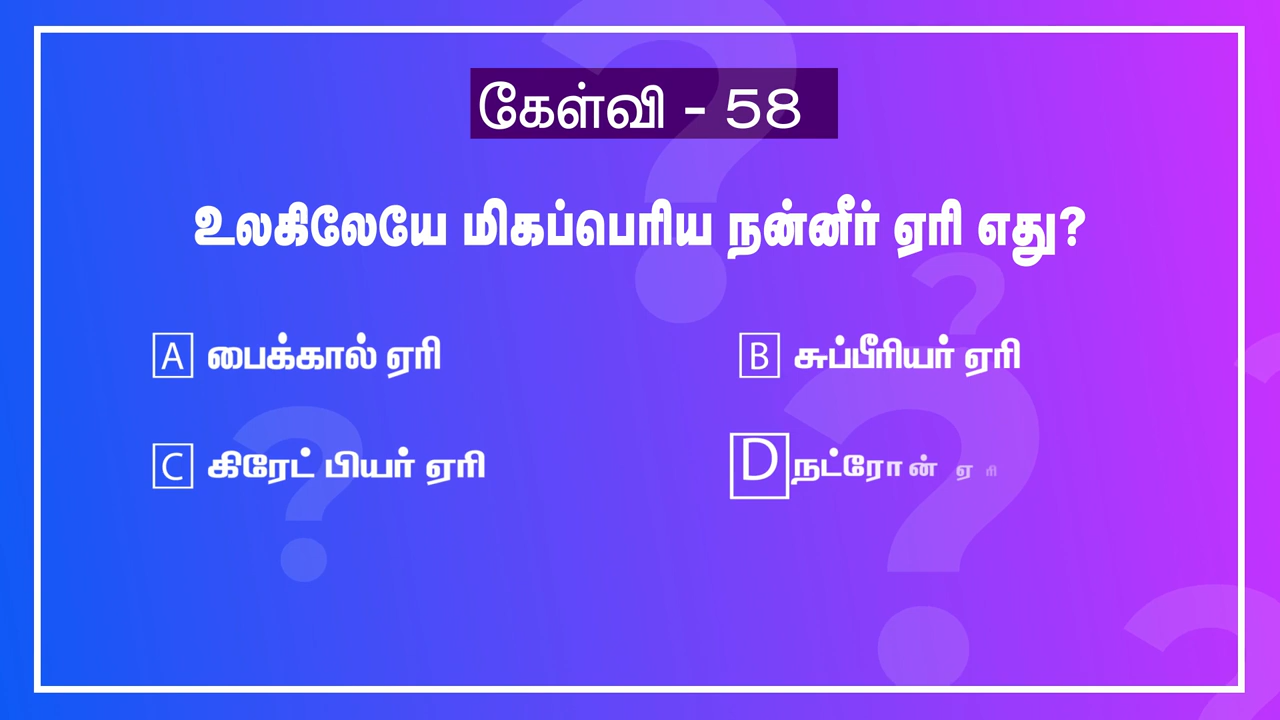 கேள்வி - 58
உலகிலேயே மிகப்பெரிய நன்னீர் ஏரி எது?
A பைக்கால் ஏரி
B சுப்பீரியர் ஏரி
C கிரேட் பியர் ஏரி
D நட்ரோன் ஏரி